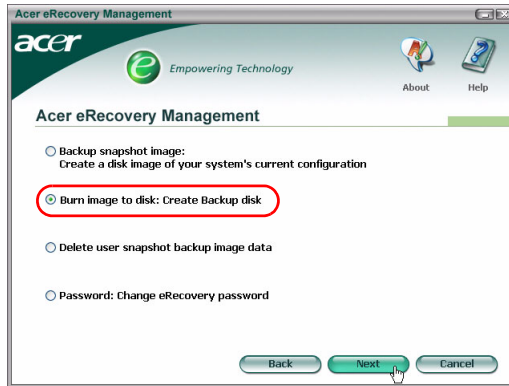 Acer eRecovery Management
acer
e
Empowering Technology
About
Help
Acer eRecovery Management
Backup snapshot image:
Create a disk image of your system's current configuration
Burn image to disk: Create Backup disk
Delete user snapshot backup image data
Password: Change eRecovery password
Back
Next
Cancel